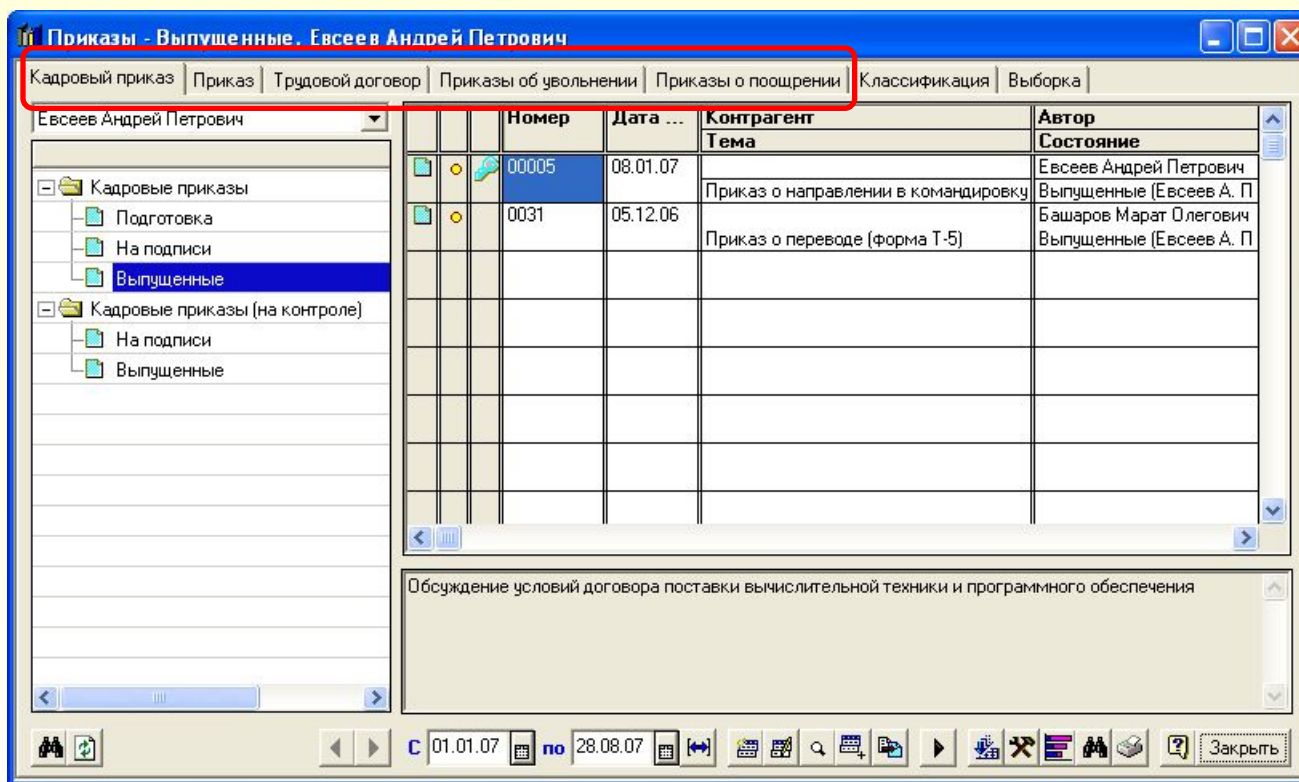 Приказы - Выпущенные. Евсеев Андрей Петрович
Кадровый приказ Приказ Трудовой договор Приказы об увольнении Приказы о поощрении Классификация Выборка
Евсеев Андрей Петрович
Кадровые приказы
Подготовка
На подписи
Выпущенные
Кадровые приказы (на контроле)
На подписи
Выпущенные
Номер Дата ... Контрагент Автор
Тема Состояние
00005 08.01.07 Евсеев Андрей Петрович
Приказ о направлении в командировку Выпущенные (Евсеев А. П
0031 05.12.06 Башаров Марат Олегович
Приказ о переводе (форма Т-5) Выпущенные (Евсеев А. П
Обсуждение условий договора поставки вычислительной техники и программного обеспечения
С 01.01.07 по 28.08.07 Закрыть